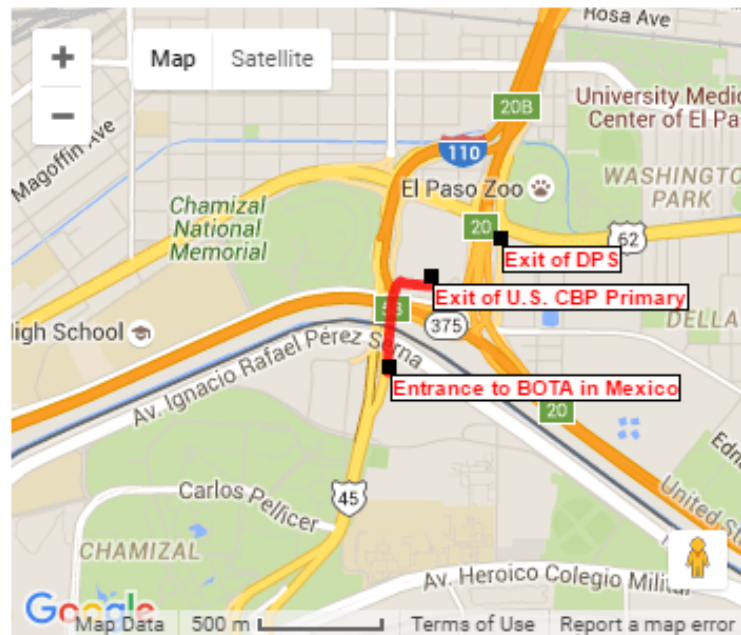 Rosa Ave
+
Map Satellite
−
20B
University Medic
Center of El Pa
Magoffin Ave
110
El Paso Zoo
WASHINGTO
PARK
Chamizal
National
Memorial
20
62
Exit of DPS
Exit of U.S. CBP Primary
375
DELLA
igh School
Av. Ignacio Rafael Pérez Serna
Entrance to BOTA in Mexico
20
Edna
45
Carlos Pellicer
United St
CHAMIZAL
Av. Heroico Colegio Militar
Google
Map Data 500 m Terms of Use Report a map error